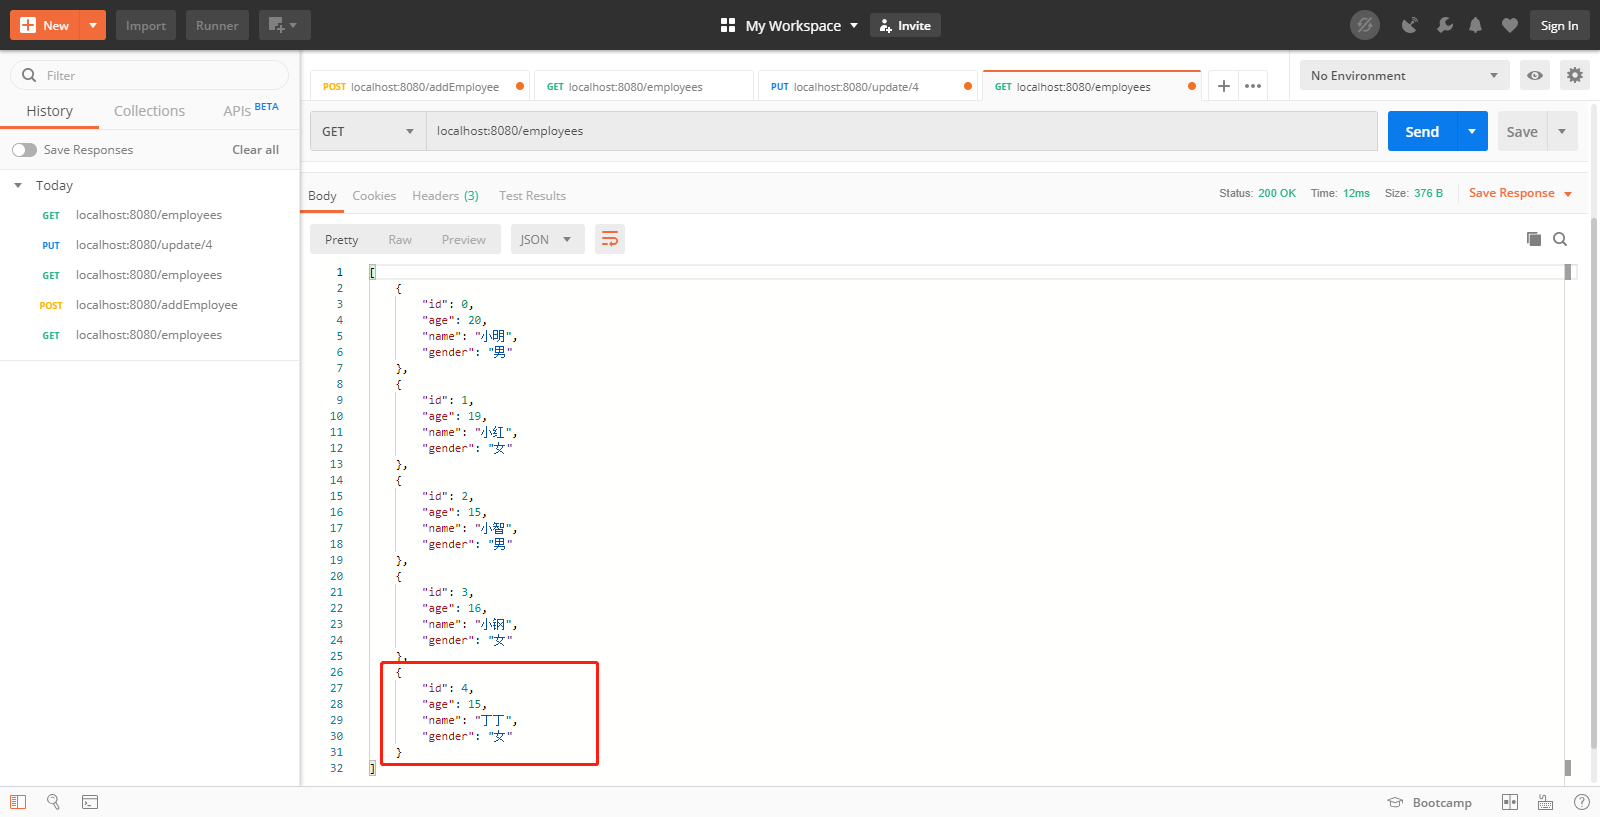 New
Import
Runner
My Workspace
Invite
Sign In
Filter
History
Collections
APIs BETA
Save Responses
Clear all
Today
GET localhost:8080/employees
PUT localhost:8080/update/4
GET localhost:8080/employees
POST localhost:8080/addEmployee
GET localhost:8080/employees
POST localhost:8080/addEmployee
GET localhost:8080/employees
PUT localhost:8080/update/4
GET localhost:8080/employees
No Environment
GET
localhost:8080/employees
Send
Save
Body
Cookies
Headers (3)
Test Results
Status: 200 OK
Time: 12ms
Size: 376 B
Save Response
Pretty
Raw
Preview
JSON
1 [
2 {
3 "id": 0,
4 "age": 20,
5 "name": "小明",
6 "gender": "男"
7 },
8 {
9 "id": 1,
10 "age": 19,
11 "name": "小红",
12 "gender": "女"
13 },
14 {
15 "id": 2,
16 "age": 15,
17 "name": "小智",
18 "gender": "男"
19 },
20 {
21 "id": 3,
22 "age": 16,
23 "name": "小钢",
24 "gender": "女"
25 },
26 {
27 "id": 4,
28 "age": 15,
29 "name": "丁丁",
30 "gender": "女"
31 }
32 ]
Bootcamp